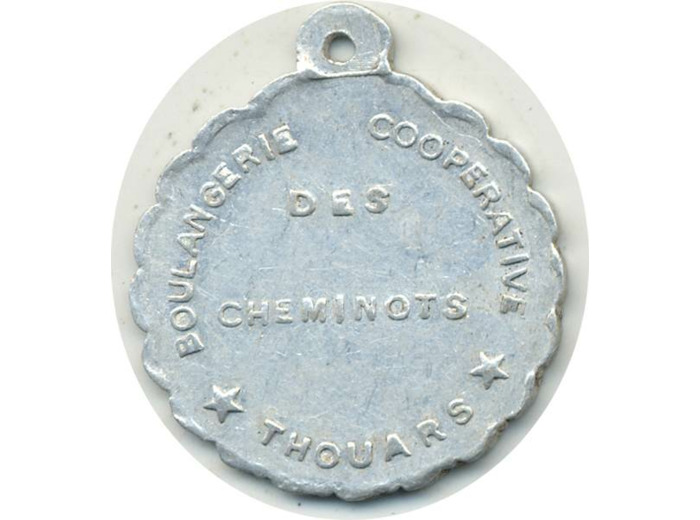 BOULANGERIE COOPERATIVE
DES
CHEMINOTS
★ THOUARS ★